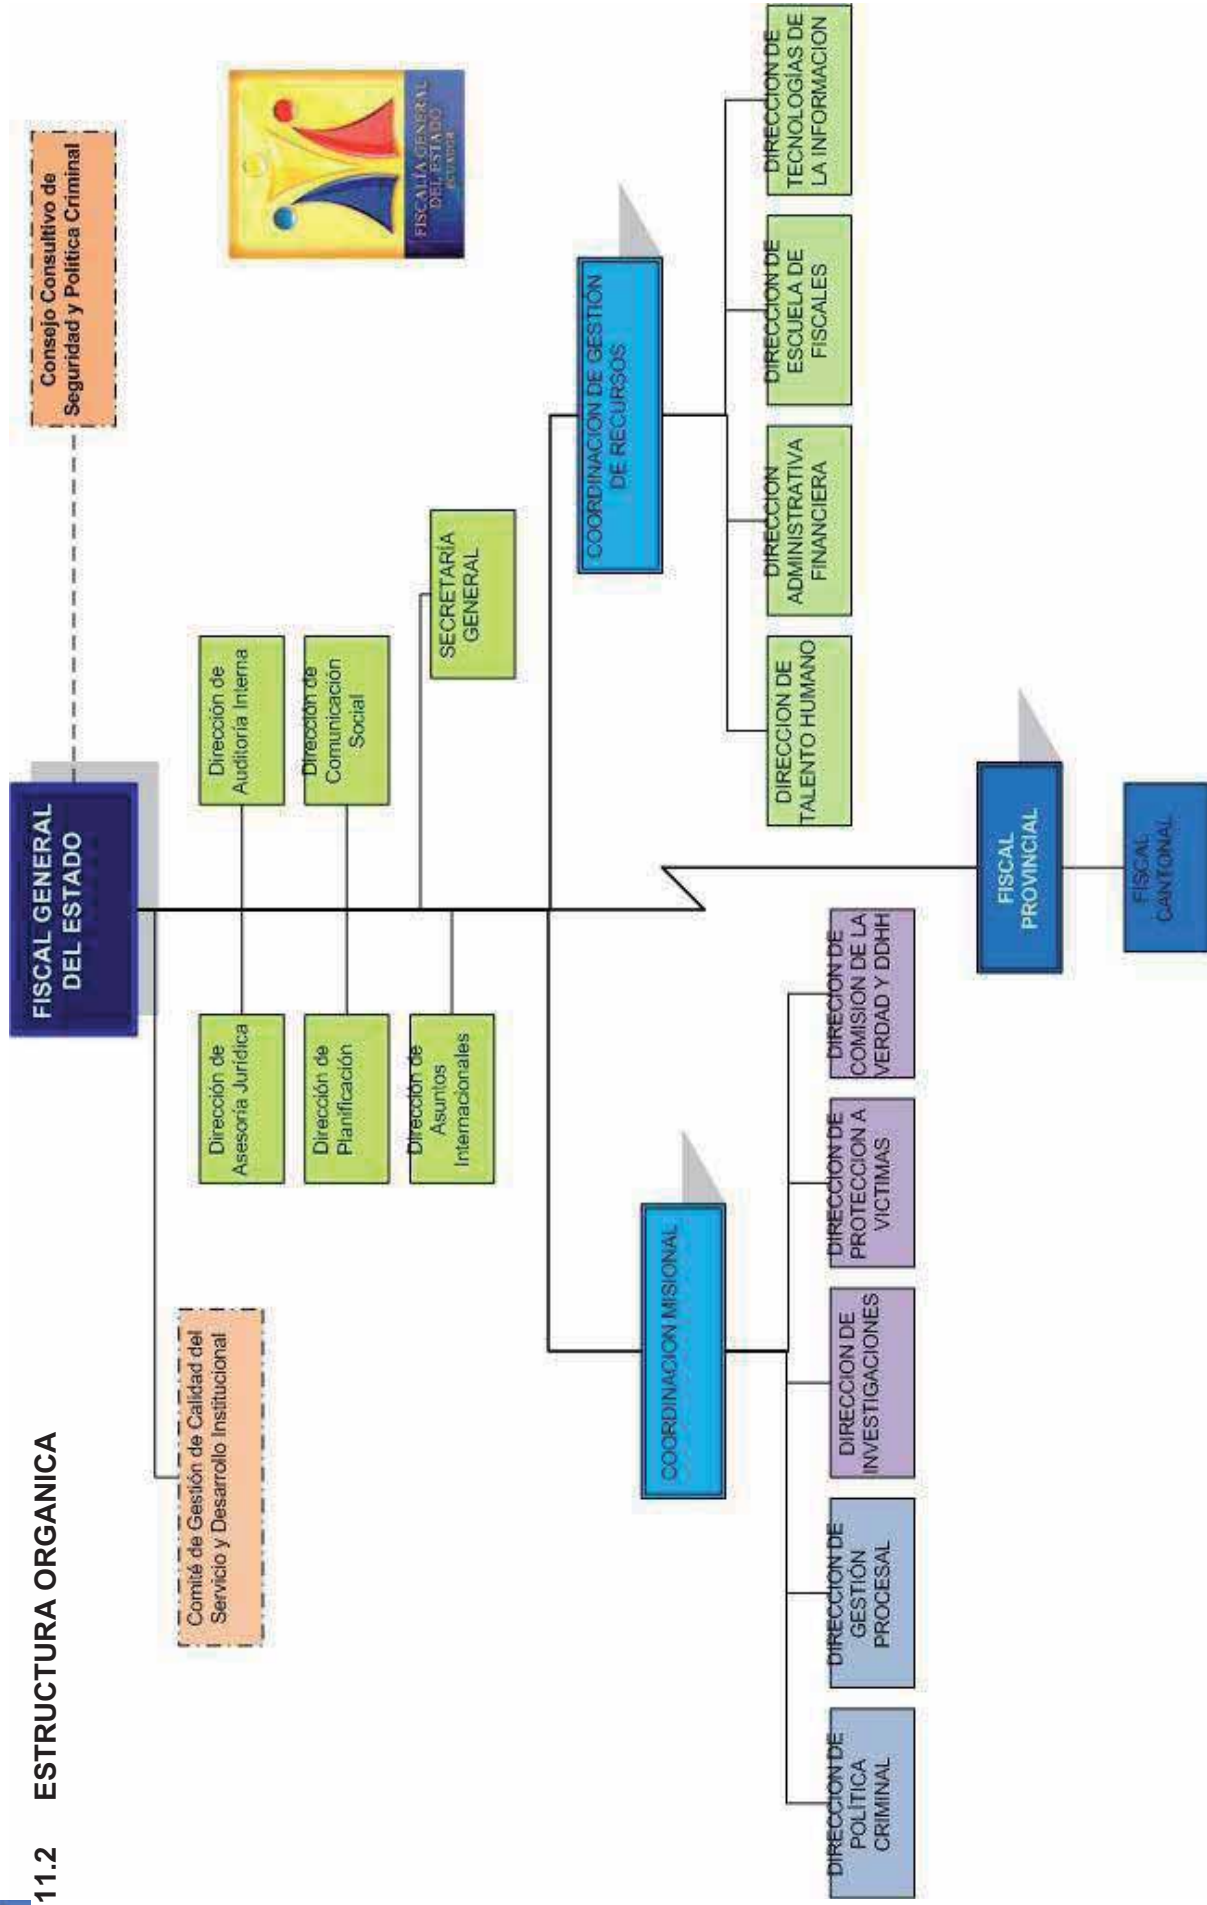 11.2 ESTRUCTURA ORGANICA
FISCAL GENERAL
DEL ESTADO
Consejo Consultivo de
Seguridad y Política Criminal
Comité de Gestión de Calidad del
Servicio y Desarrollo Institucional
Dirección de
Asesoría Jurídica
Dirección de
Auditoría Interna
Dirección de
Planificación
Dirección de
Comunicación
Social
Dirección de
Asuntos
Internacionales
SECRETARÍA
GENERAL
FISCALÍA GENERAL
DEL ESTADO
ECUADOR
COORDINACION MISIONAL
COORDINACION DE GESTIÓN
DE RECURSOS
DIRECCION DE
POLÍTICA
CRIMINAL
DIRECCION DE
GESTIÓN
PROCESAL
DIRECCION DE
INVESTIGACIONES
DIRECCION DE
PROTECCION A
VICTIMAS
DIRECION DE
COMISION DE LA
VERDAD Y DDHH
DIRECCION DE
TALENTO HUMANO
DIRECCION
ADMINISTRATIVA
FINANCIERA
DIRECCION DE
ESCUELA DE
FISCALES
DIRECCION DE
TECNOLOGÍAS DE
LA INFORMACION
FISCAL
PROVINCIAL
FISCAL
CANTONAL